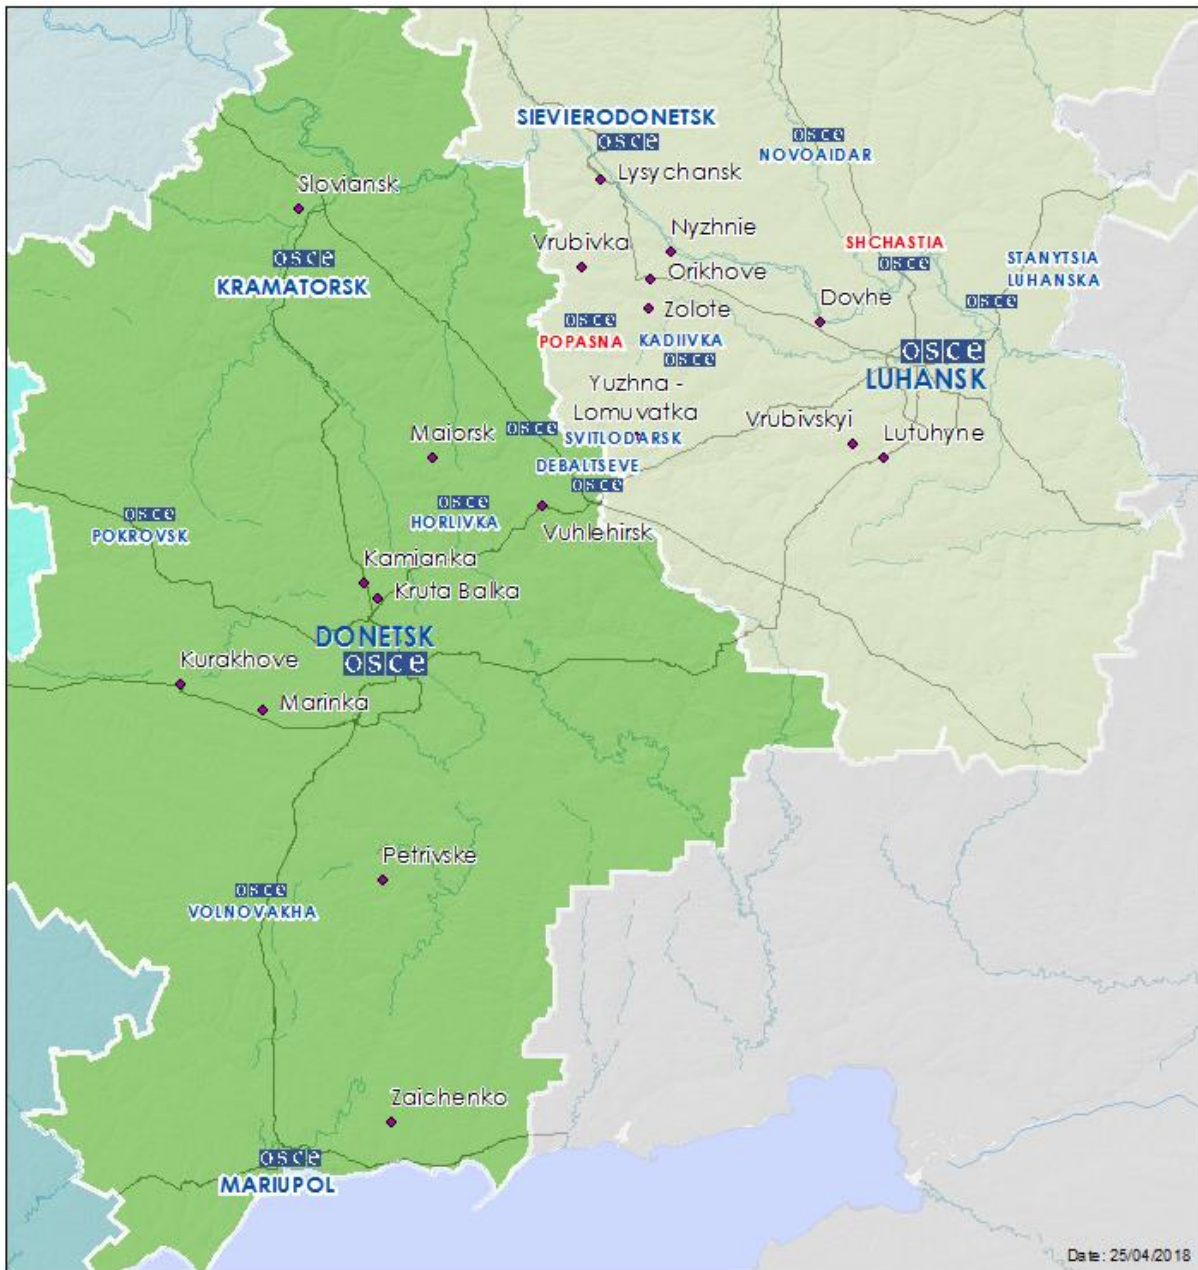 SIEVIERODONETSK
osce
osce
NOVOAIDAR
Lysychansk
Sloviansk
osce
KRAMATORSK
Nyzhnie
Vrubivka
Orikhove
SHCHASTIA
osce
STANYTSIA
LUHANSKA
osce
Zolote
Dovhe
osce
POPASNA
KADIIVKA
osce
osce
LUHANSK
Yuzhna -
Lomuvatka
Vrubivskyi
Lutuhyne
Maiorsk
osce
SVITLODARSK
DEBALTSEVE
osce
osce
HORLIVKA
Vuhlehirsk
osce
POKROVSK
Kamianka
Kruta Balka
DONETSK
osce
Kurakhove
Marinka
Petrivske
osce
VOLNOVAKHA
Zaichenko
osce
MARIUPOL
Date: 25/04/2018